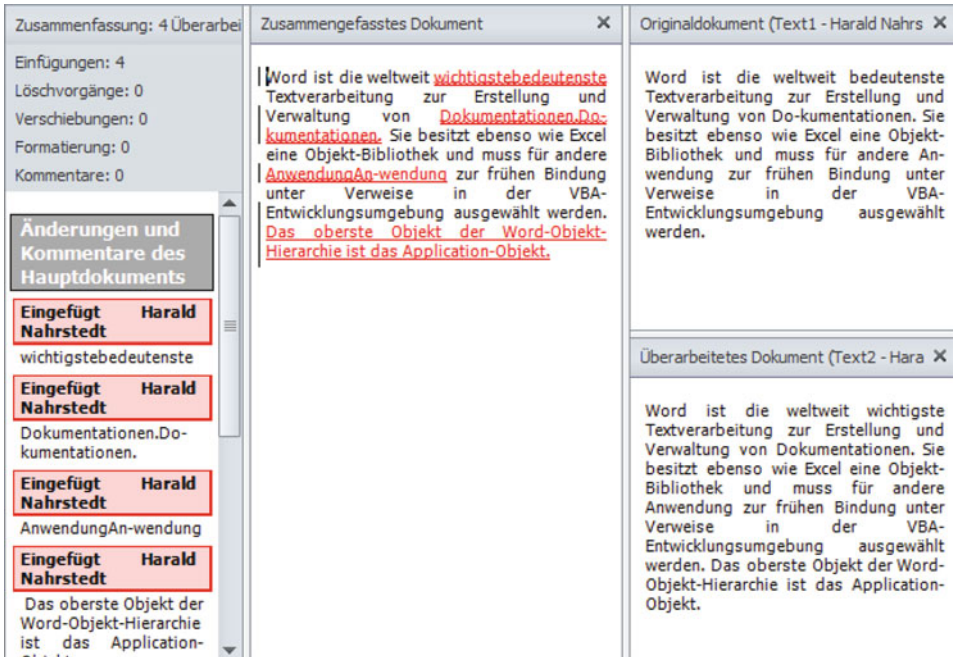 Zusammenfassung: 4 Überarbei
Einfügungen: 4
Löschvorgänge: 0
Verschiebungen: 0
Formatierung: 0
Kommentare: 0
Änderungen und
Kommentare des
Hauptdokuments
Eingefügt Harald
Nahrstedt
wichtigstebedeutenste
Eingefügt Harald
Nahrstedt
Dokumentationen.Do-
kumentationen.
Eingefügt Harald
Nahrstedt
AnwendungAn-wendung
Eingefügt Harald
Nahrstedt
Das oberste Objekt der
Word-Objekt-Hierarchie
ist das Application-
Zusammengefasstes Dokument
Word ist die weltweit wichtigstebedeutenste
Textverarbeitung zur Erstellung und
Verwaltung von Dokumentationen.Do-
kumentationen. Sie besitzt ebenso wie Excel
eine Objekt-Bibliothek und muss für andere
AnwendungAn-wendung zur frühen Bindung
unter Verweise in der VBA-
Entwicklungsumgebung ausgewählt werden.
Das oberste Objekt der Word-Objekt-
Hierarchie ist das Application-Objekt.
Originaldokument (Text1 - Harald Nahrs
Word ist die weltweit bedeutenste
Textverarbeitung zur Erstellung und
Verwaltung von Do-kumentationen. Sie
besitzt ebenso wie Excel eine Objekt-
Bibliothek und muss für andere An-
wendung zur frühen Bindung unter
Verweise in der VBA-
Entwicklungsumgebung ausgewählt
werden.
Überarbeitetes Dokument (Text2 - Hara
Word ist die weltweit wichtigste
Textverarbeitung zur Erstellung und
Verwaltung von Dokumentationen. Sie
besitzt ebenso wie Excel eine Objekt-
Bibliothek und muss für andere
Anwendung zur frühen Bindung unter
Verweise in der VBA-
Entwicklungsumgebung ausgewählt
werden. Das oberste Objekt der Word-
Objekt-Hierarchie ist das Application-
Objekt.